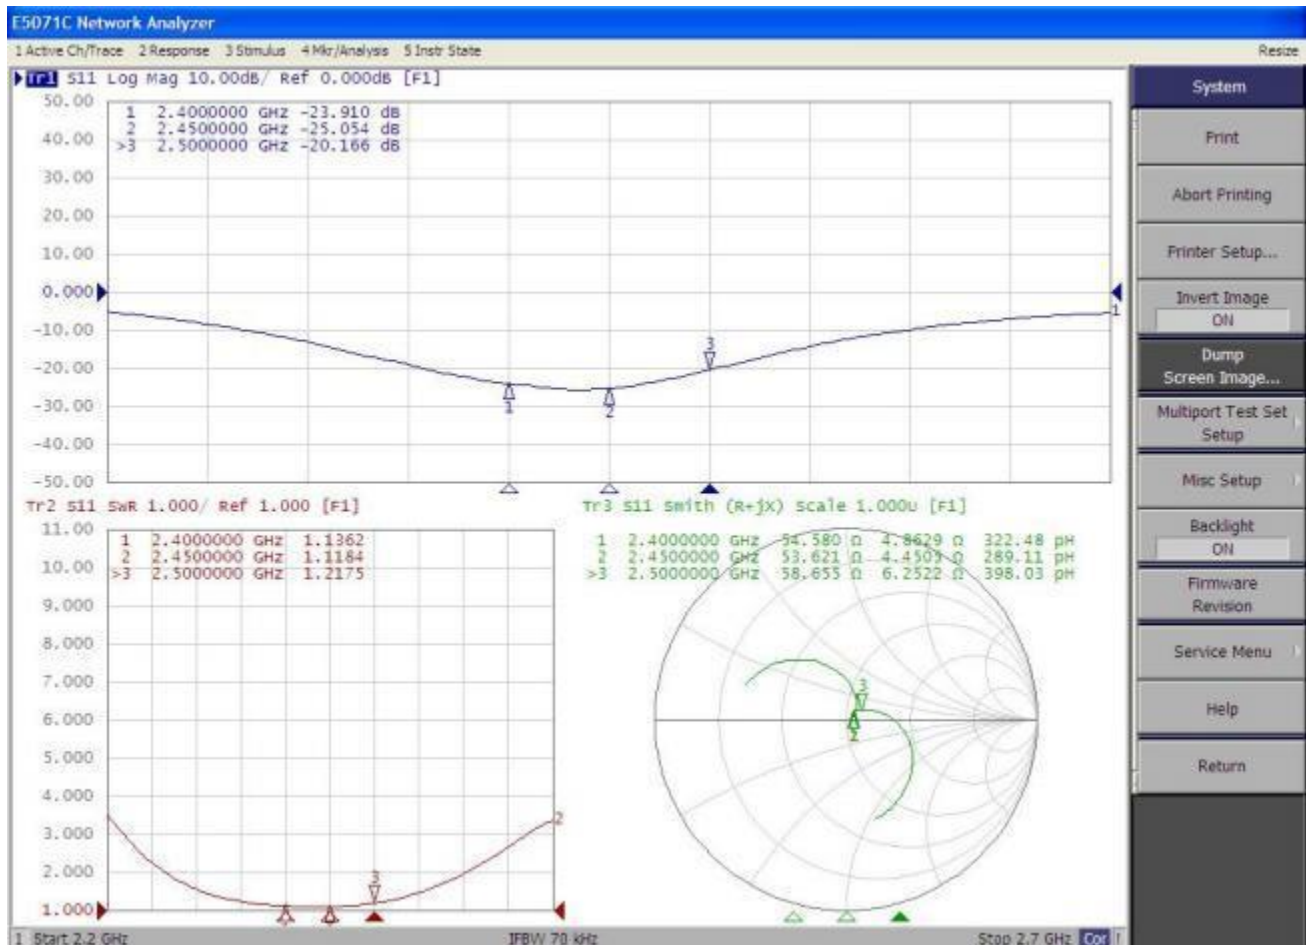 E5071C Network Analyzer
1 Active Ch/Trace 2 Response 3 Stimulus 4 Mkr/Analysis 5 Instr State Resize
Tr1 S11 Log Mag 10.00dB/ Ref 0.000dB [F1]
50.00
40.00
30.00
20.00
10.00
0.000
-10.00
-20.00
-30.00
-40.00
-50.00
1 2.4000000 GHz -23.910 dB
2 2.4500000 GHz -25.054 dB
>3 2.5000000 GHz -20.166 dB
1
2
3
1
Tr2 S11 SWR 1.000/ Ref 1.000 [F1]
11.00
10.00
9.000
8.000
7.000
6.000
5.000
4.000
3.000
2.000
1.000
1 2.4000000 GHz 1.1362
2 2.4500000 GHz 1.1184
>3 2.5000000 GHz 1.2175
3
2
Tr3 S11 Smith (R+jX) Scale 1.000U [F1]
1 2.4000000 GHz 54.580 Ω 4.8629 Ω 322.48 pH
2 2.4500000 GHz 53.621 Ω 289.11 pH
>3 2.5000000 GHz 58.655 Ω 6.2522 Ω 398.03 pH
3
2
1 Start 2.2 GHz IFBW 70 kHz Stop 2.7 GHz Cor
System
Print
Abort Printing
Printer Setup...
Invert Image
ON
Dump
Screen Image...
Multiport Test Set
Setup
Misc Setup
Backlight
ON
Firmware
Revision
Service Menu
Help
Return